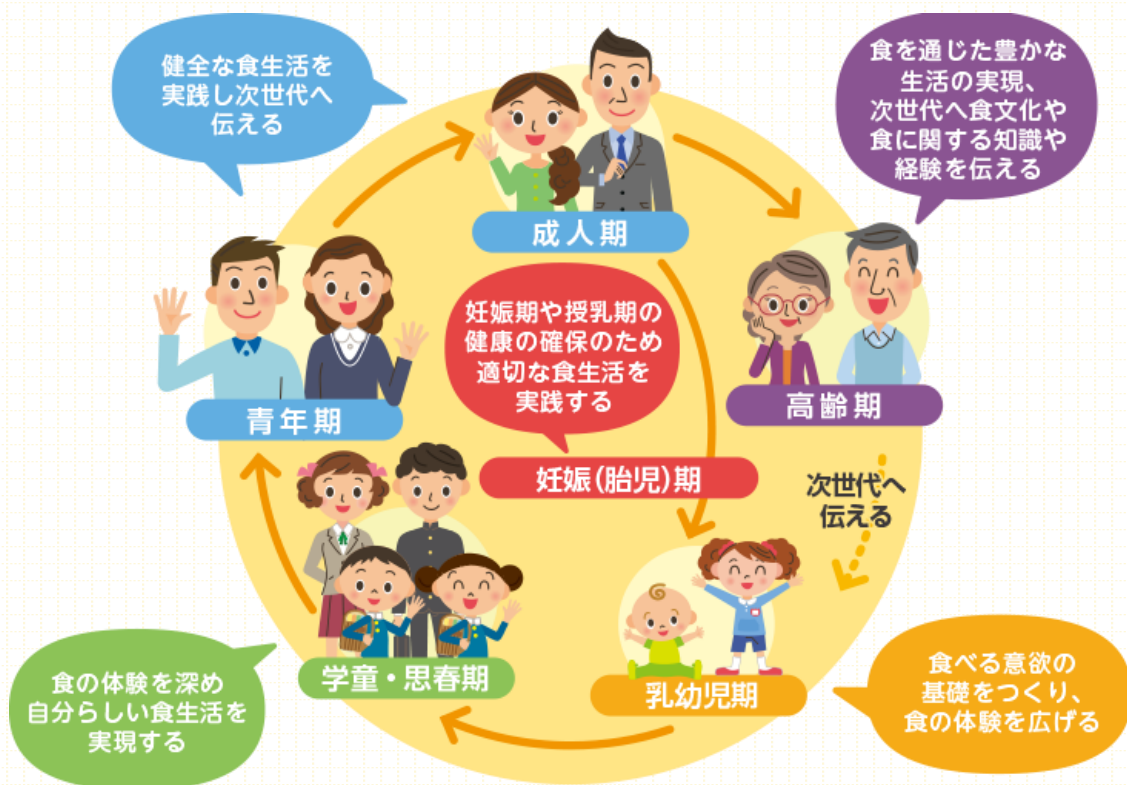 健全な食生活を
実践し次世代へ
伝える
食を通じた豊かな
生活の実現、
次世代へ食文化や
食に関する知識や
経験を伝える
成人期
妊娠期や授乳期の
健康の確保のため
適切な食生活を
実践する
青年期
高齢期
妊娠(胎児)期
次世代へ
伝える
学童・思春期
乳幼児期
食の体験を深め
自分らしい食生活を
実現する
食べる意欲の
基礎をつくり、
食の体験を広げる